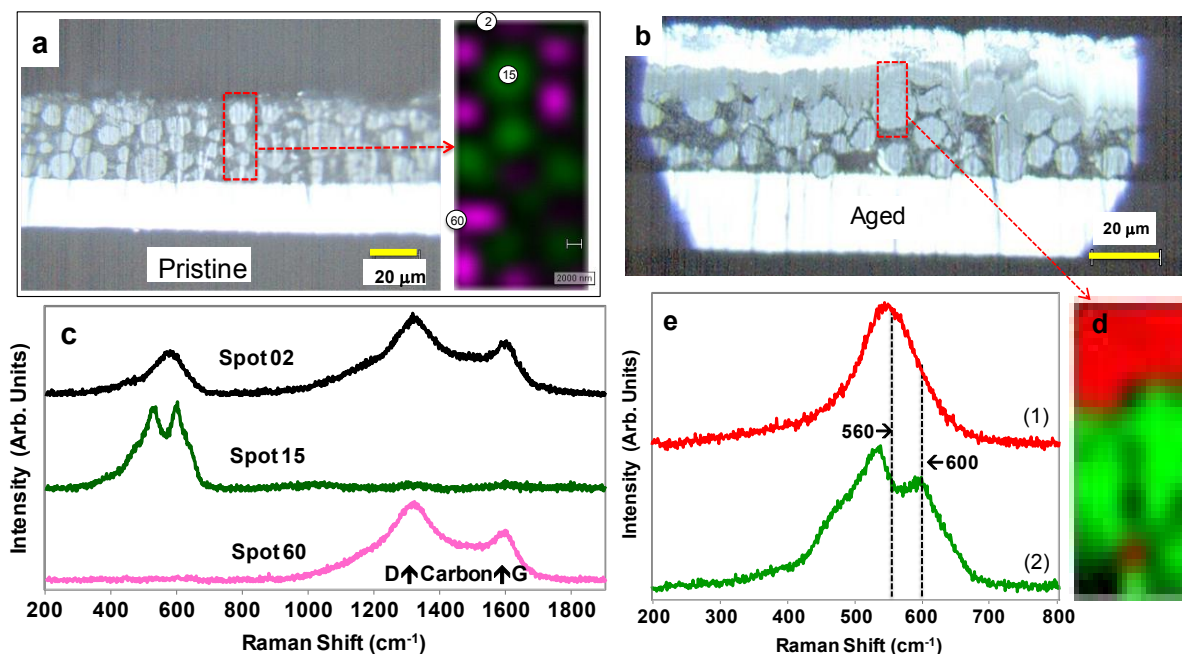 a
2
15
60
2000 nm
Pristine
20 µm
b
Aged
20 µm
c
Spot 02
Spot 15
Spot 60
D↑Carbon↑G
200 400 600 800 1000 1200 1400 1600 1800
Raman Shift (cm-1)
Intensity (Arb. Units)
e
(1)
560→
←600
(2)
200 300 400 500 600 700 800
Raman Shift (cm-1)
Intensity (Arb. Units)
d